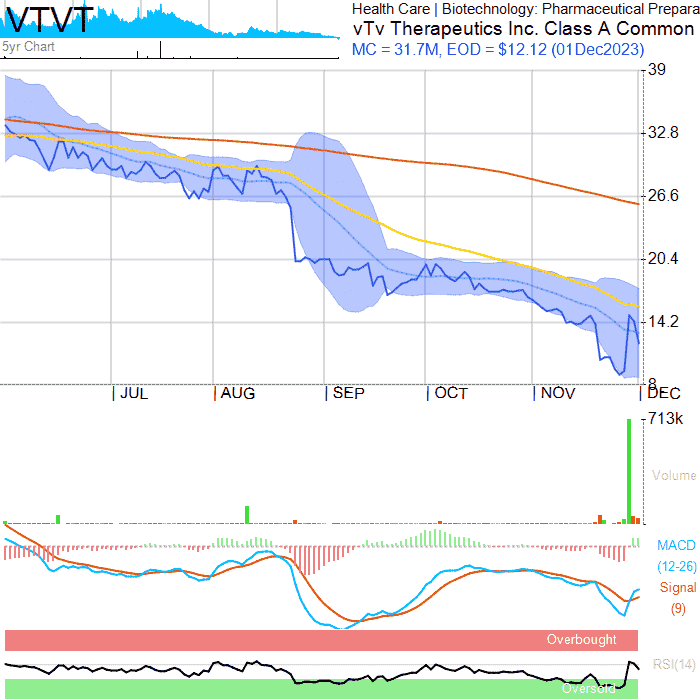 VTVT
5yr Chart
Health Care | Biotechnology: Pharmaceutical Prepara
vTv Therapeutics Inc. Class A Common
MC = 31.7M, EOD = $12.12 (01Dec2023)
39
32.8
26.6
20.4
14.2
8
JUL
AUG
SEP
OCT
NOV
DEC
713k
Volume
MACD
(12-26)
Signal
(9)
Overbought
RSI(14)
Oversold